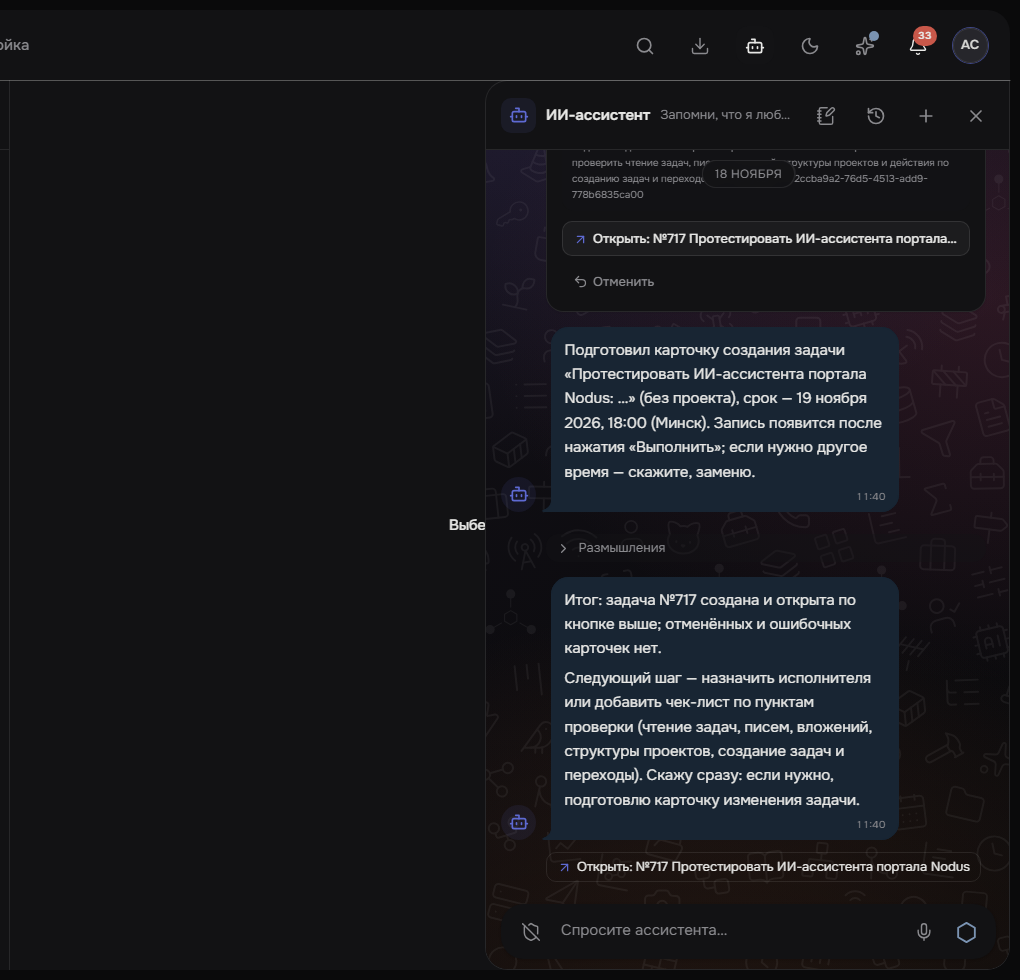 ойка
33
АС
ИИ-ассистент Запомни, что я люб...
проверить чтение задач, структуры проектов и действия по
18 НОЯБРЯ
созданию задач и 2ccba9a2-76d5-4513-add9-
778b6835ca00
Открыть: №717 Протестировать ИИ-ассистента портала...
Отменить
Подготовил карточку создания задачи
«Протестировать ИИ-ассистента портала
Nodus: ...» (без проекта), срок — 19 ноября
2026, 18:00 (Минск). Запись появится после
нажатия «Выполнить»; если нужно другое
время — скажите, заменю.
11:40
Выбе
Размышления
Итог: задача №717 создана и открыта по
кнопке выше; отменённых и ошибочных
карточек нет.
Следующий шаг — назначить исполнителя
или добавить чек-лист по пунктам
проверки (чтение задач, писем, вложений,
структуры проектов, создание задач и
переходы). Скажу сразу: если нужно,
подготовлю карточку изменения задачи.
11:40
Открыть: №717 Протестировать ИИ-ассистента портала Nodus
Спросите ассистента...